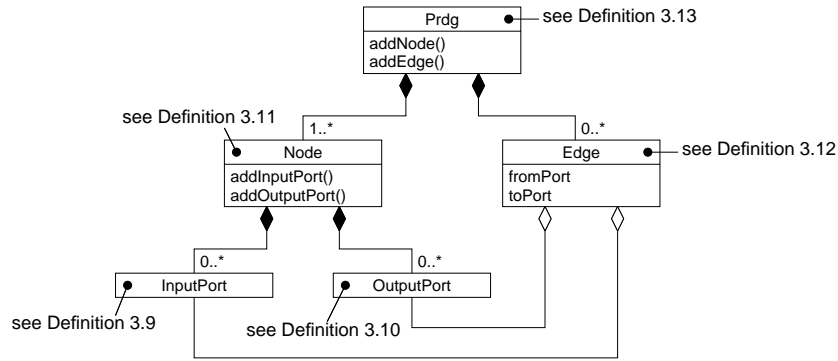 Prdg
see Definition 3.13
addNode()
addEdge()
see Definition 3.11
1..*
0..*
Node
Edge
see Definition 3.12
addInputPort()
addOutputPort()
fromPort
toPort
0..*
0..*
InputPort
OutputPort
see Definition 3.9
see Definition 3.10